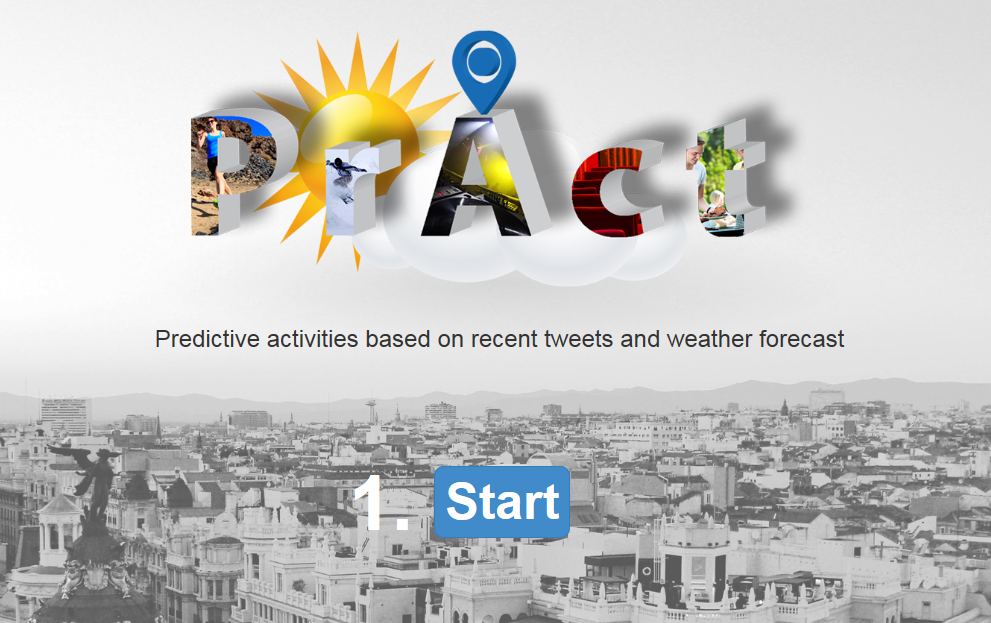 PrAct
Predictive activities based on recent tweets and weather forecast
1. Start